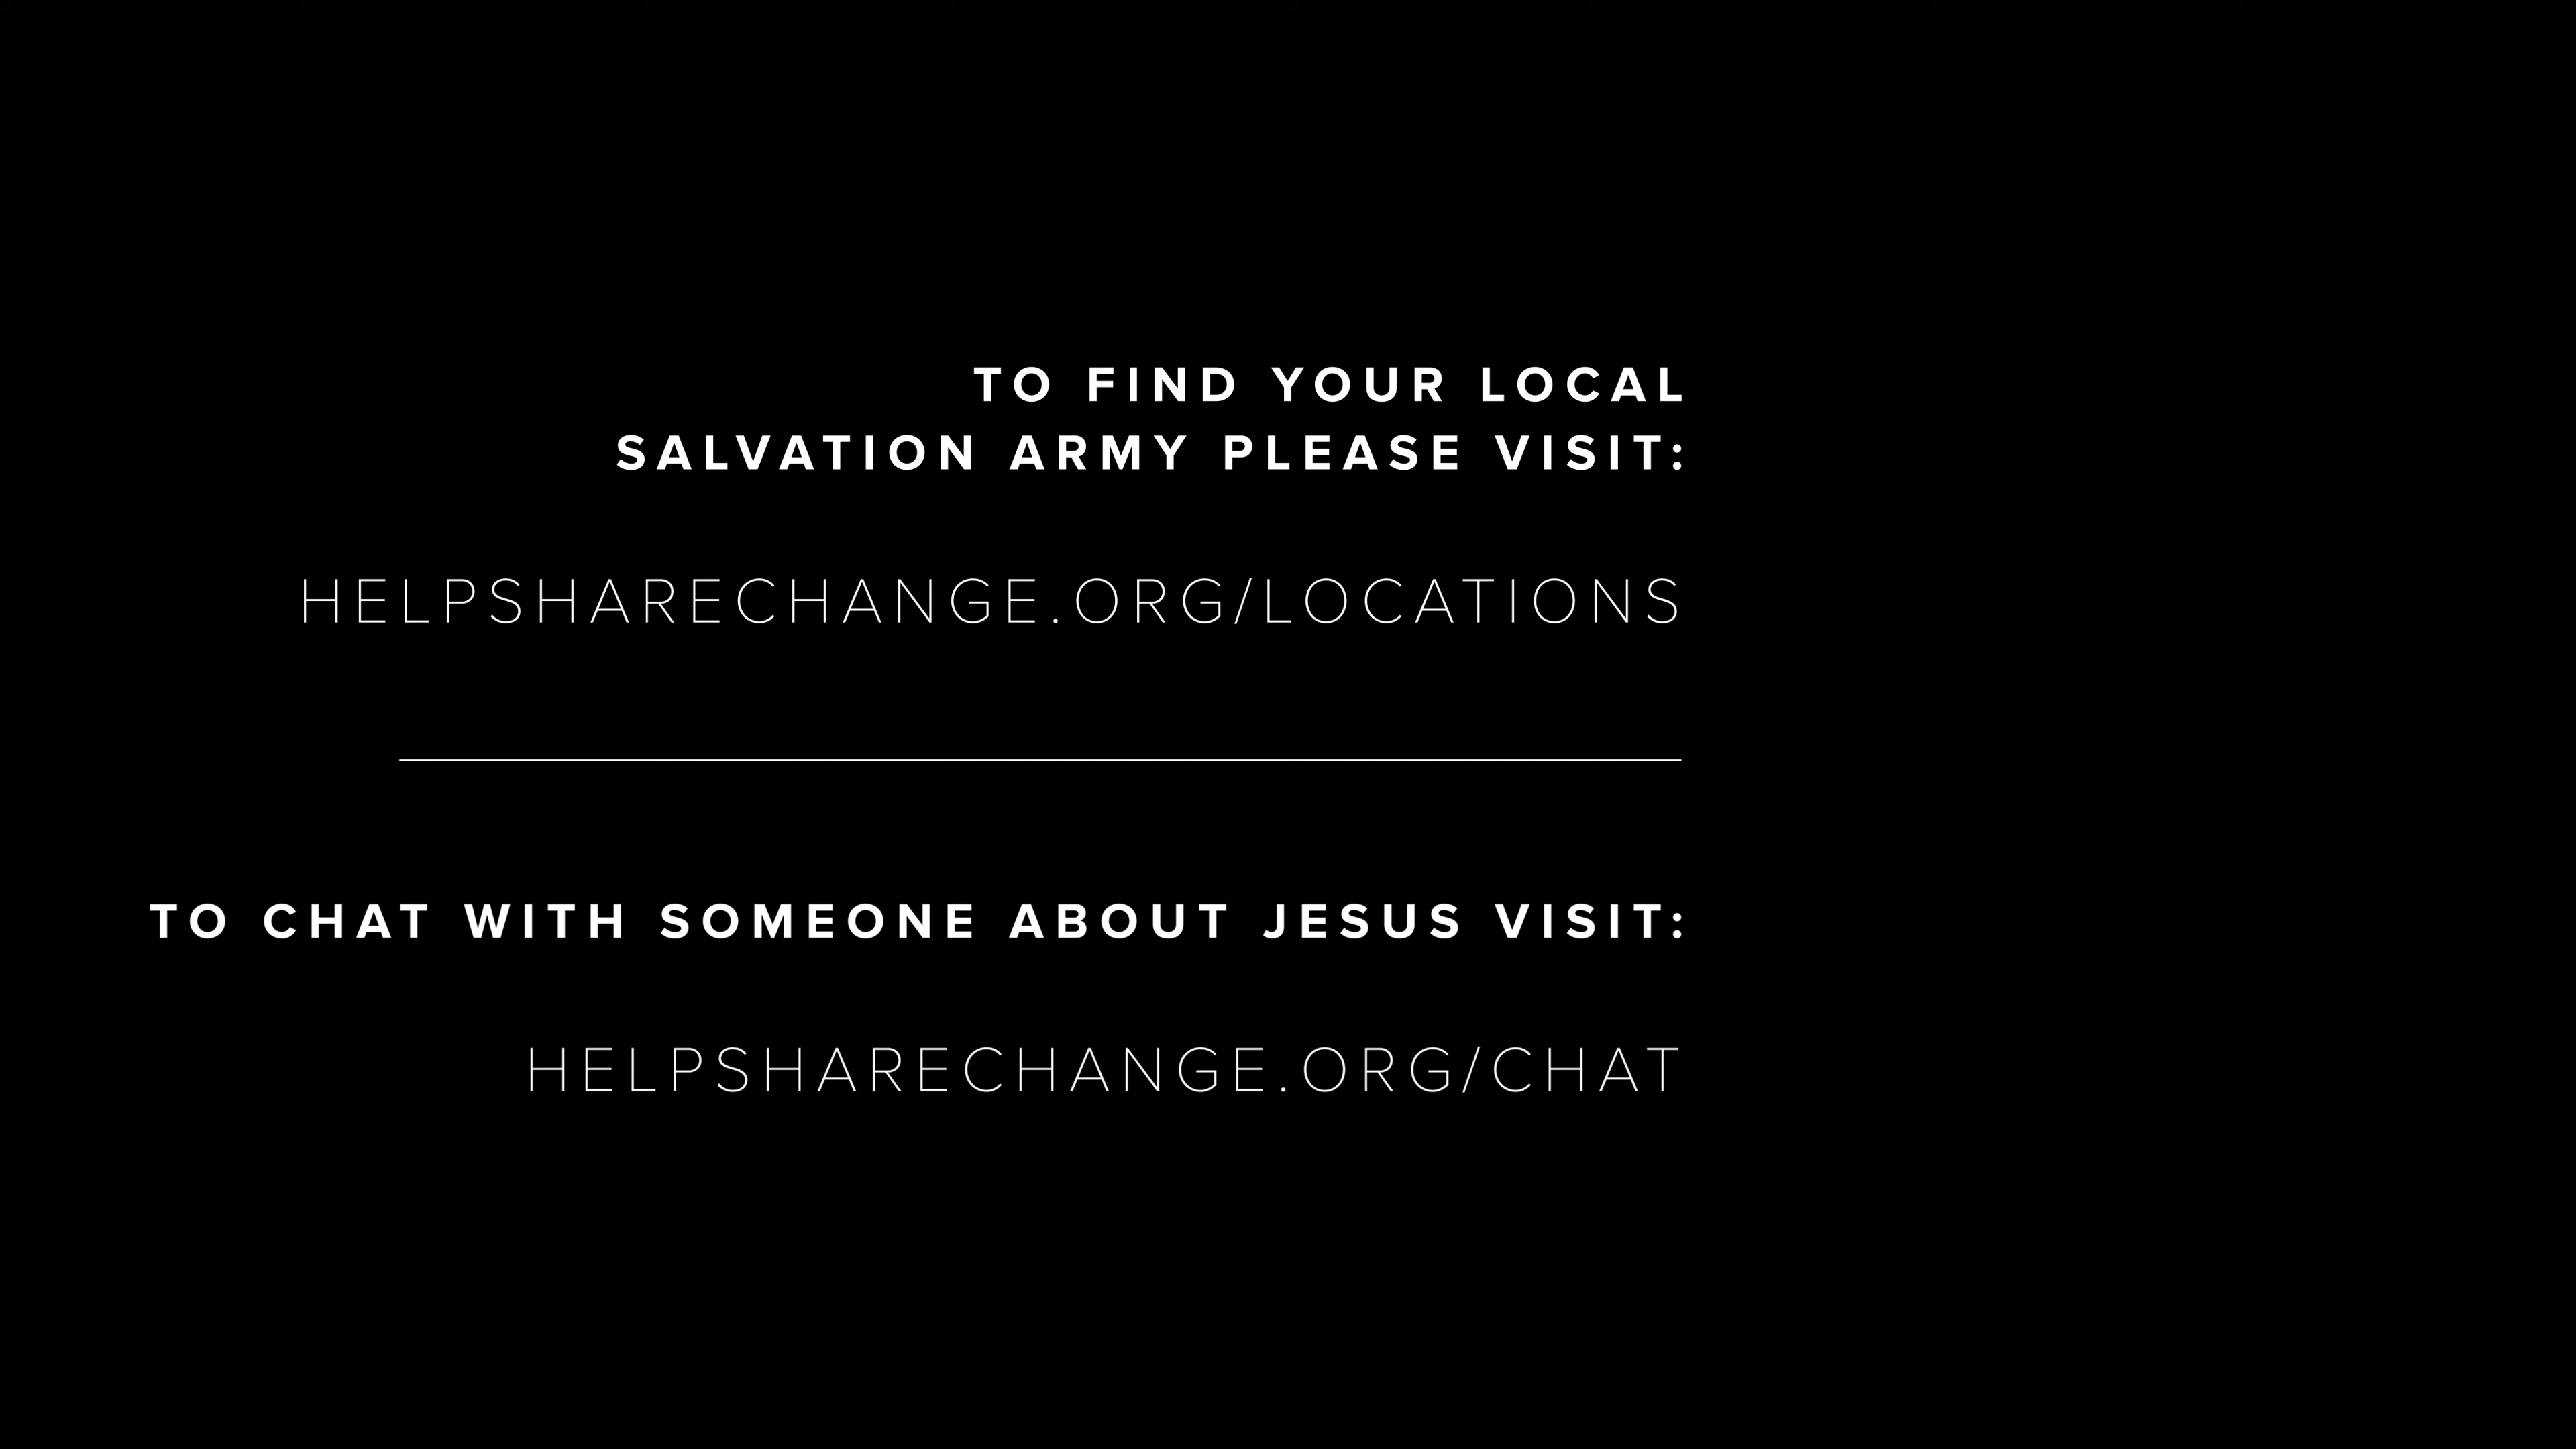 TO FIND YOUR LOCAL
SALVATION ARMY PLEASE VISIT:
HELPSHARECHANGE.ORG/LOCATIONS
TO CHAT WITH SOMEONE ABOUT JESUS VISIT:
HELPSHARECHANGE.ORG/CHAT